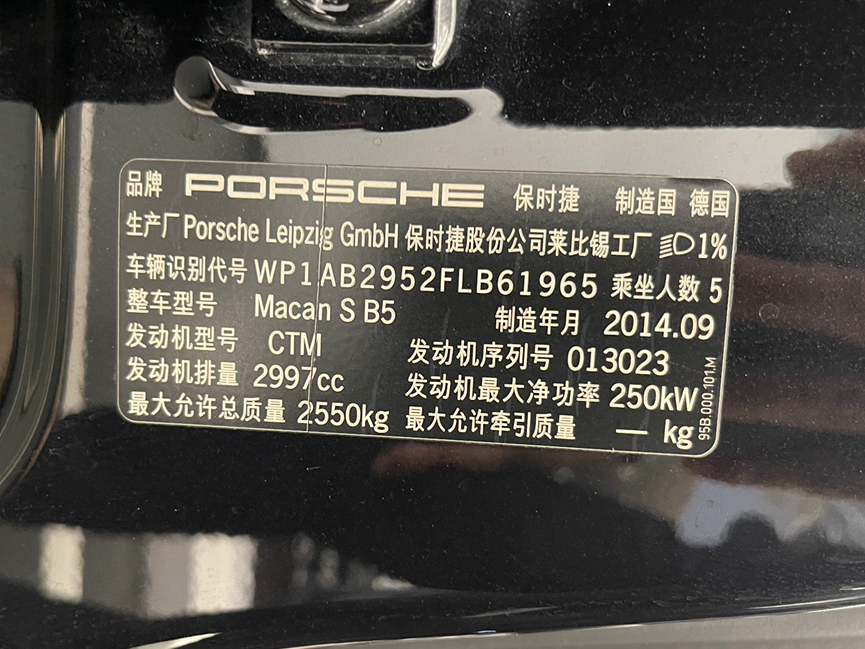 品牌 PORSCHE 保时捷 制造国 德国
生产厂 Porsche Leipzig GmbH 保时捷股份公司莱比锡工厂 1%
车辆识别代号 WP1AB2952FLB61965 乘坐人数 5
整车型号 Macan S B5 制造年月 2014.09
发动机型号 CTM 发动机序列号 013023
发动机排量 2997cc 发动机最大净功率 250kW
最大允许总质量 2550kg 最大允许牵引质量 — kg
95B.000.101.M